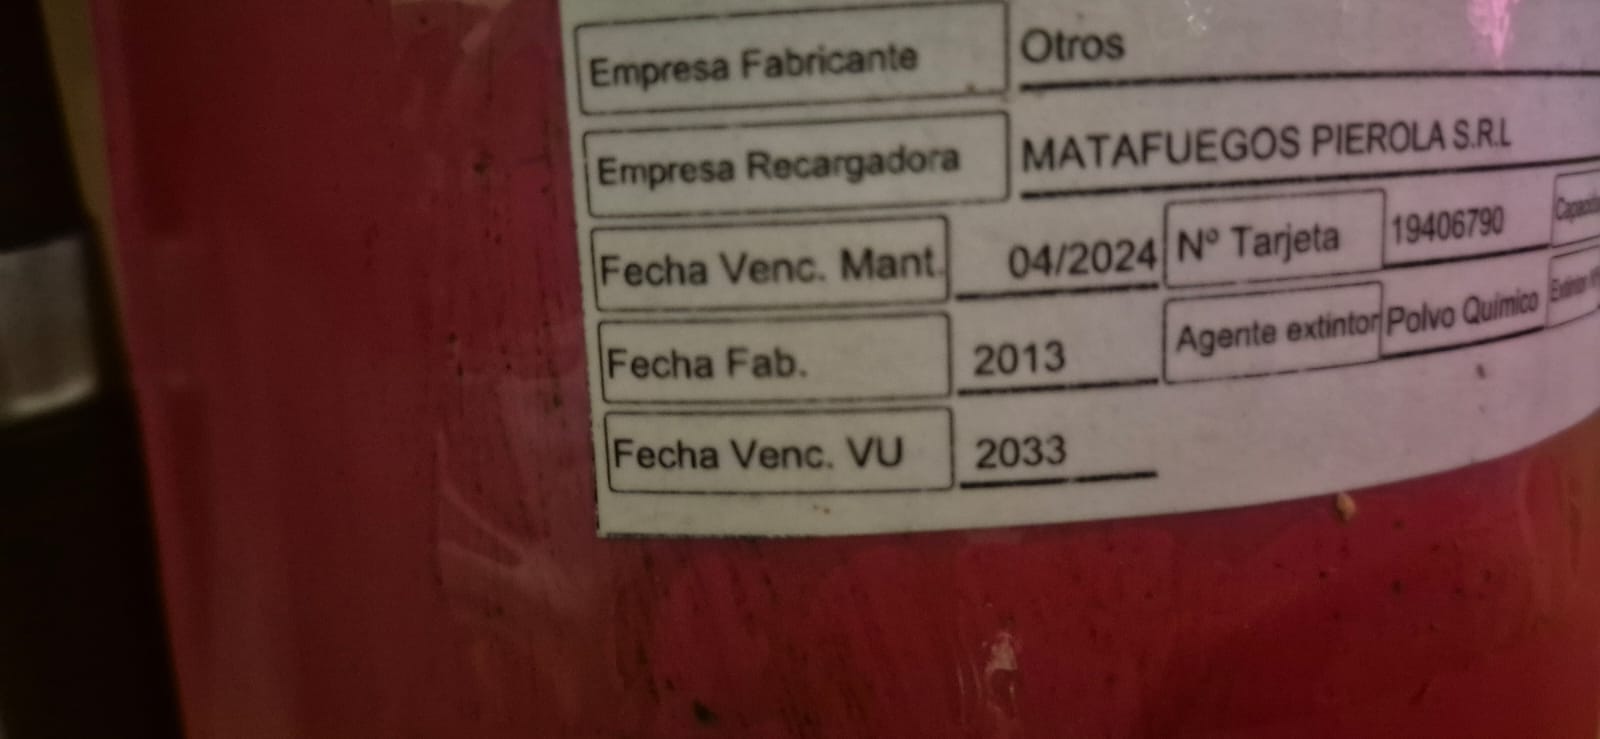 Empresa Fabricante Otros
Empresa Recargadora MATAFUEGOS PIEROLA S.R.L
Fecha Venc. Mant. 04/2024 Nº Tarjeta 19406790
Fecha Fab. 2013 Agente extintor Polvo Químico
Fecha Venc. VU 2033